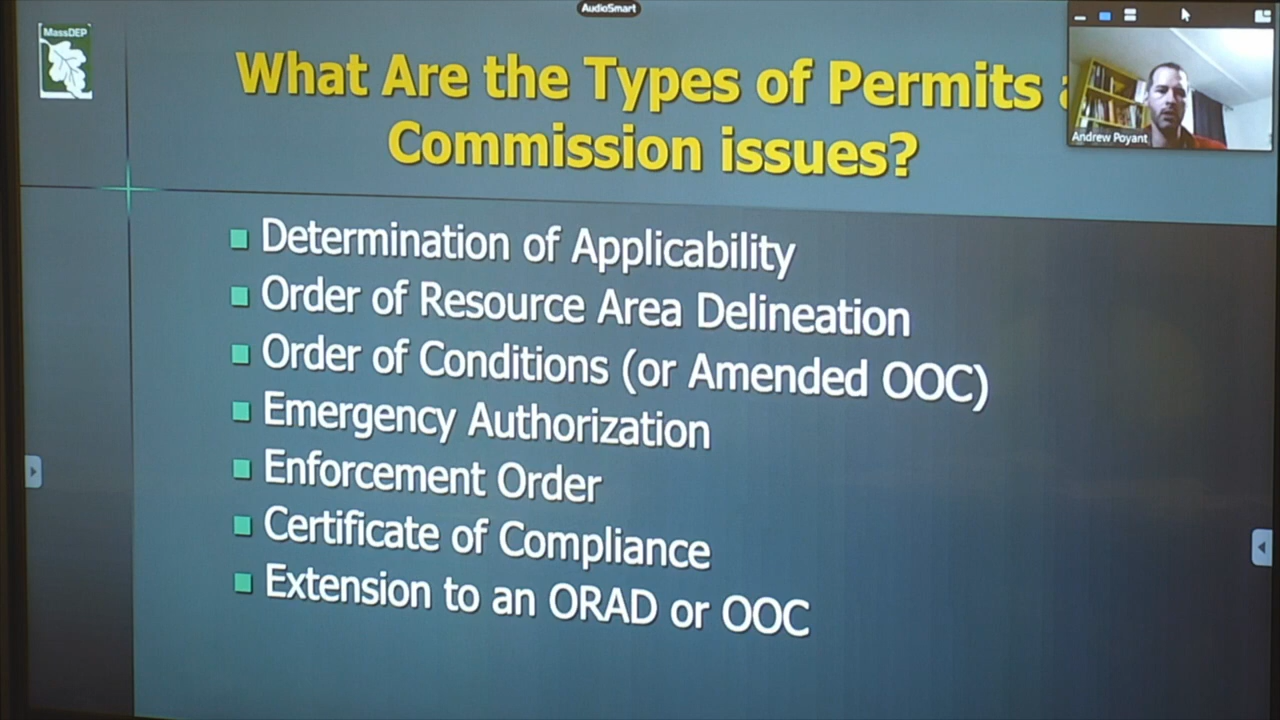 AudioSmart
MassDEP
What Are the Types of Permits a
Commission issues?
Andrew Poyant
Determination of Applicability
Order of Resource Area Delineation
Order of Conditions (or Amended OOC)
Emergency Authorization
Enforcement Order
Certificate of Compliance
Extension to an ORAD or OOC